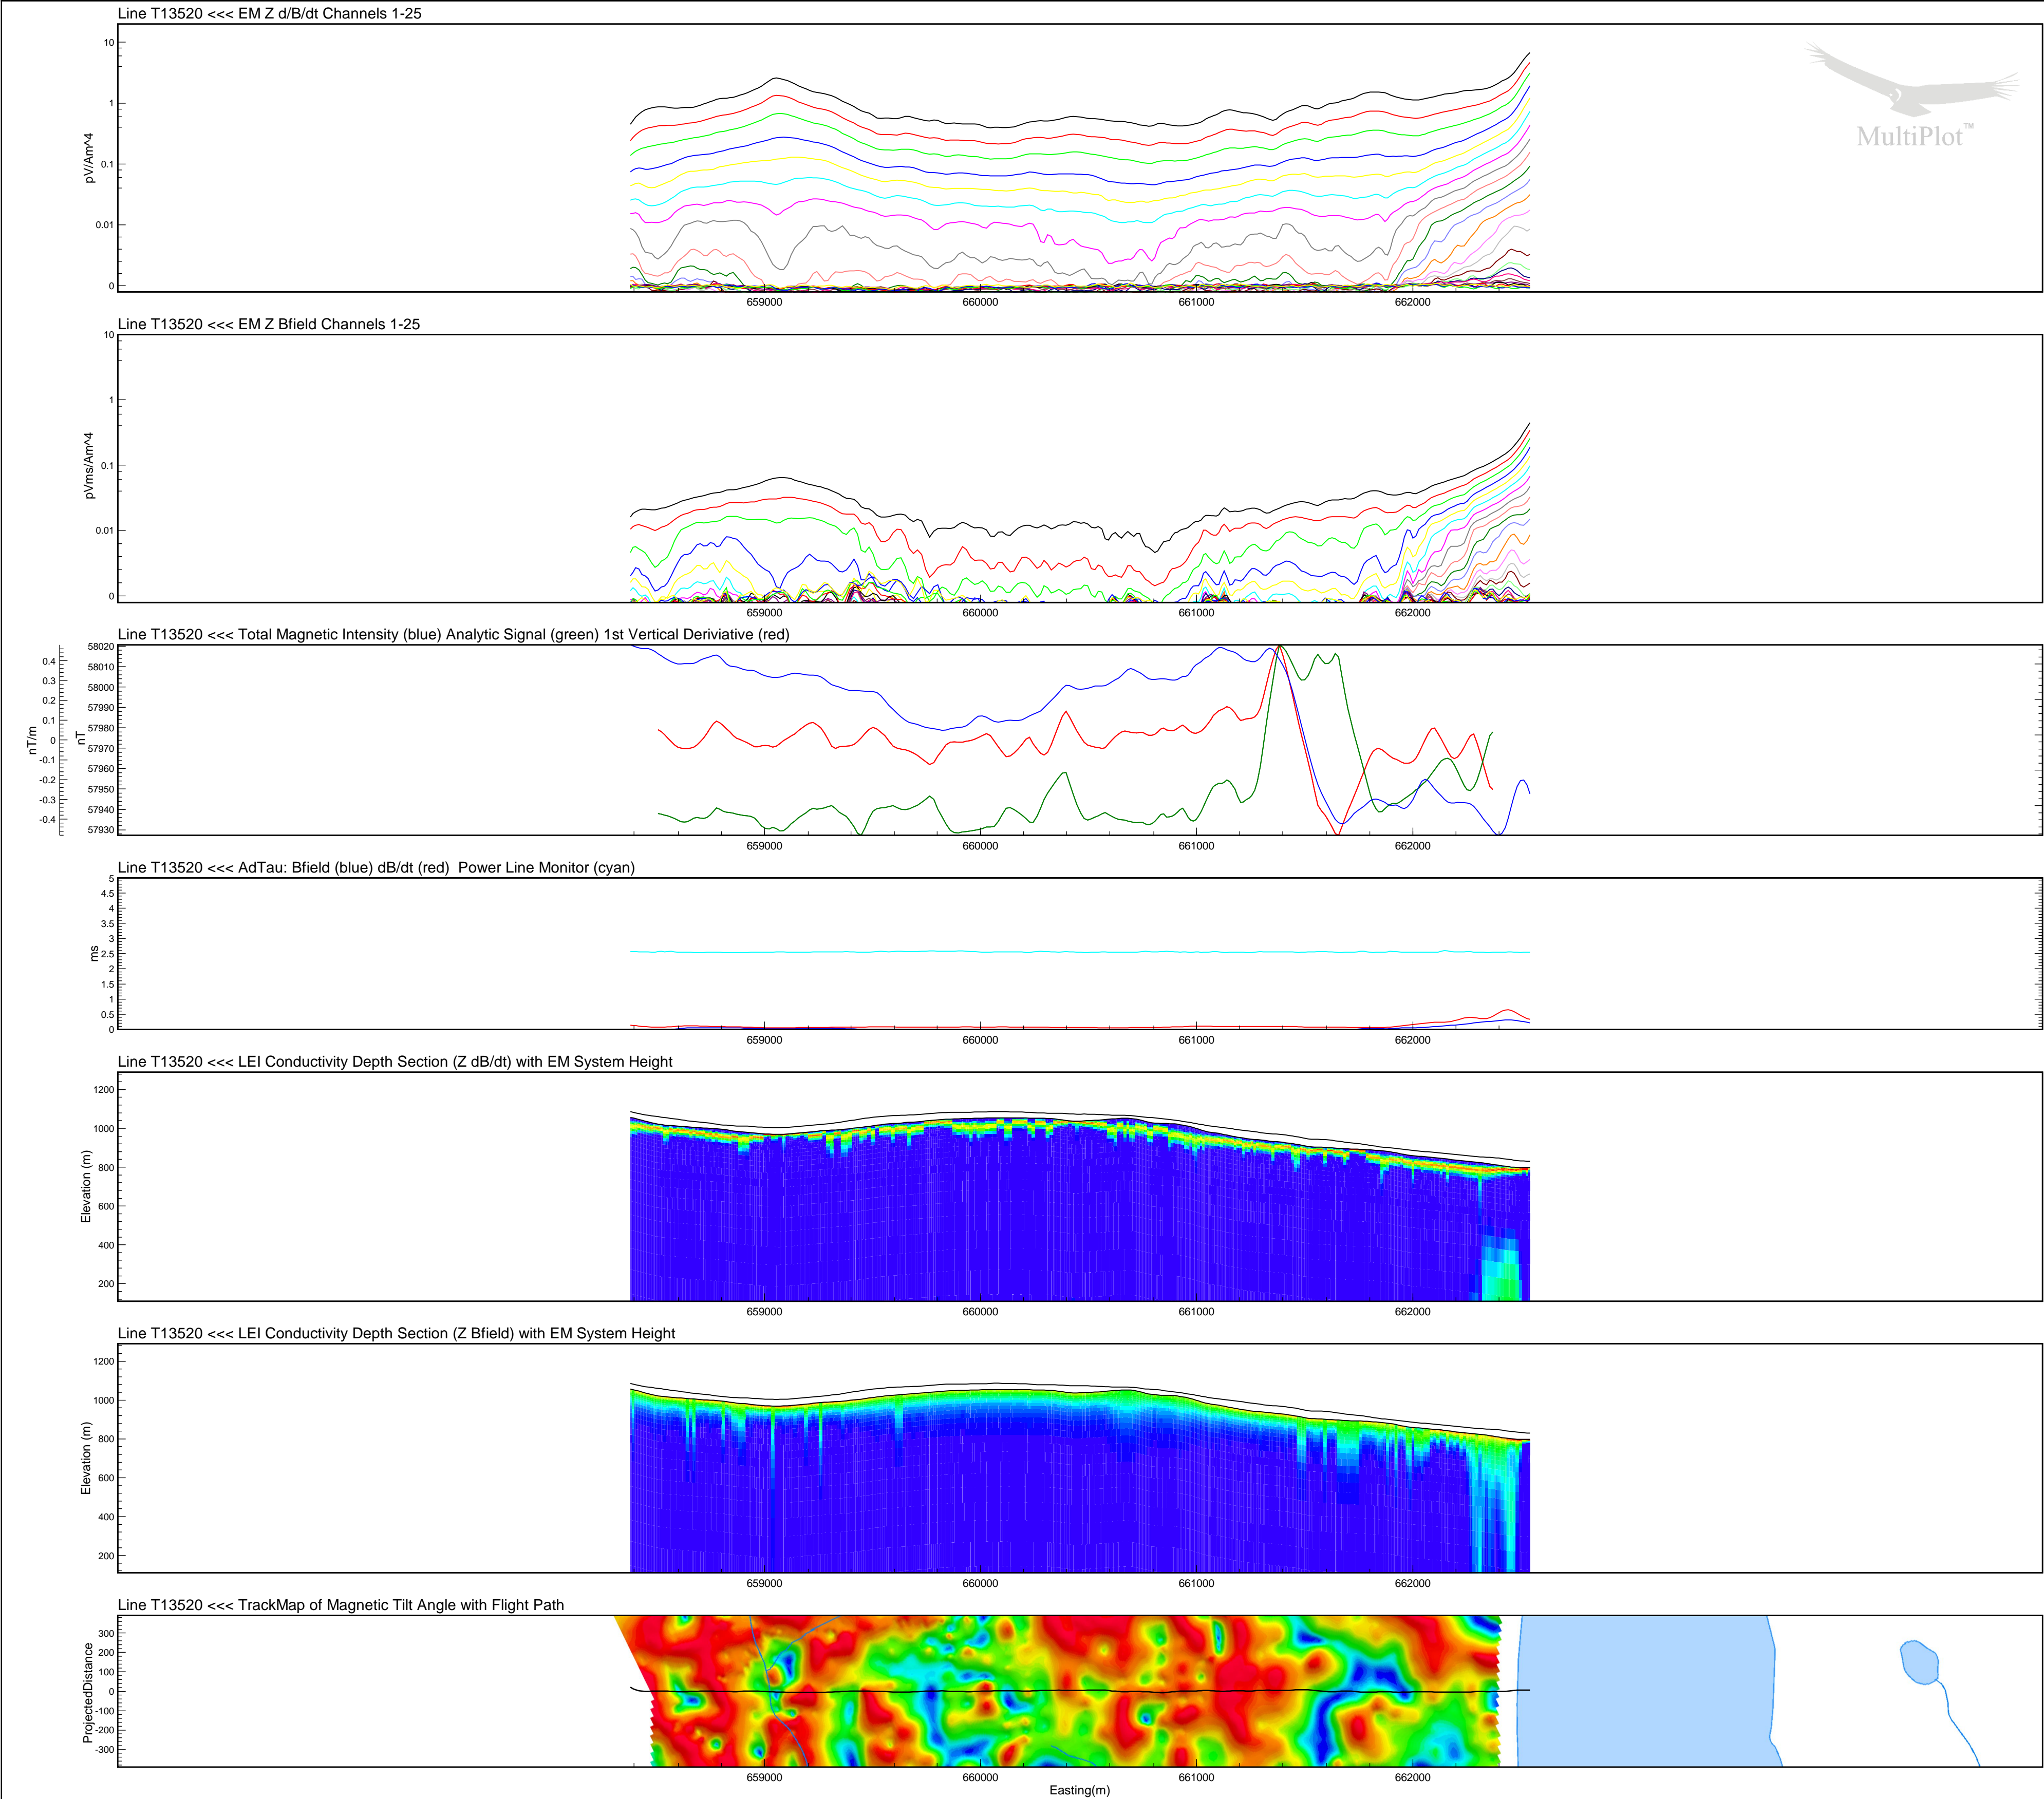 Line T13520 <<< EM Z d/B/dt Channels 1-25
10
1
0.1
0.01
0
pV/Am^4
MultiPlot™
659000 660000 661000 662000
Line T13520 <<< EM Z Bfield Channels 1-25
10
1
0.1
0.01
0
pVms/Am^4
659000 660000 661000 662000
Line T13520 <<< Total Magnetic Intensity (blue) Analytic Signal (green) 1st Vertical Deriviative (red)
0.4
0.3
0.2
0.1
0
-0.1
-0.2
-0.3
-0.4
nT/m
58020
58010
58000
57990
57980
57970
57960
57950
57940
57930
nT
659000 660000 661000 662000
Line T13520 <<< AdTau: Bfield (blue) dB/dt (red)  Power Line Monitor (cyan)
5
4.5
4
3.5
3
2.5
2
1.5
1
0.5
0
ms
659000 660000 661000 662000
Line T13520 <<< LEI Conductivity Depth Section (Z dB/dt) with EM System Height
1200
1000
800
600
400
200
Elevation (m)
659000 660000 661000 662000
Line T13520 <<< LEI Conductivity Depth Section (Z Bfield) with EM System Height
1200
1000
800
600
400
200
Elevation (m)
659000 660000 661000 662000
Line T13520 <<< TrackMap of Magnetic Tilt Angle with Flight Path
300
200
100
0
-100
-200
-300
ProjectedDistance
659000 660000 661000 662000
Easting(m)